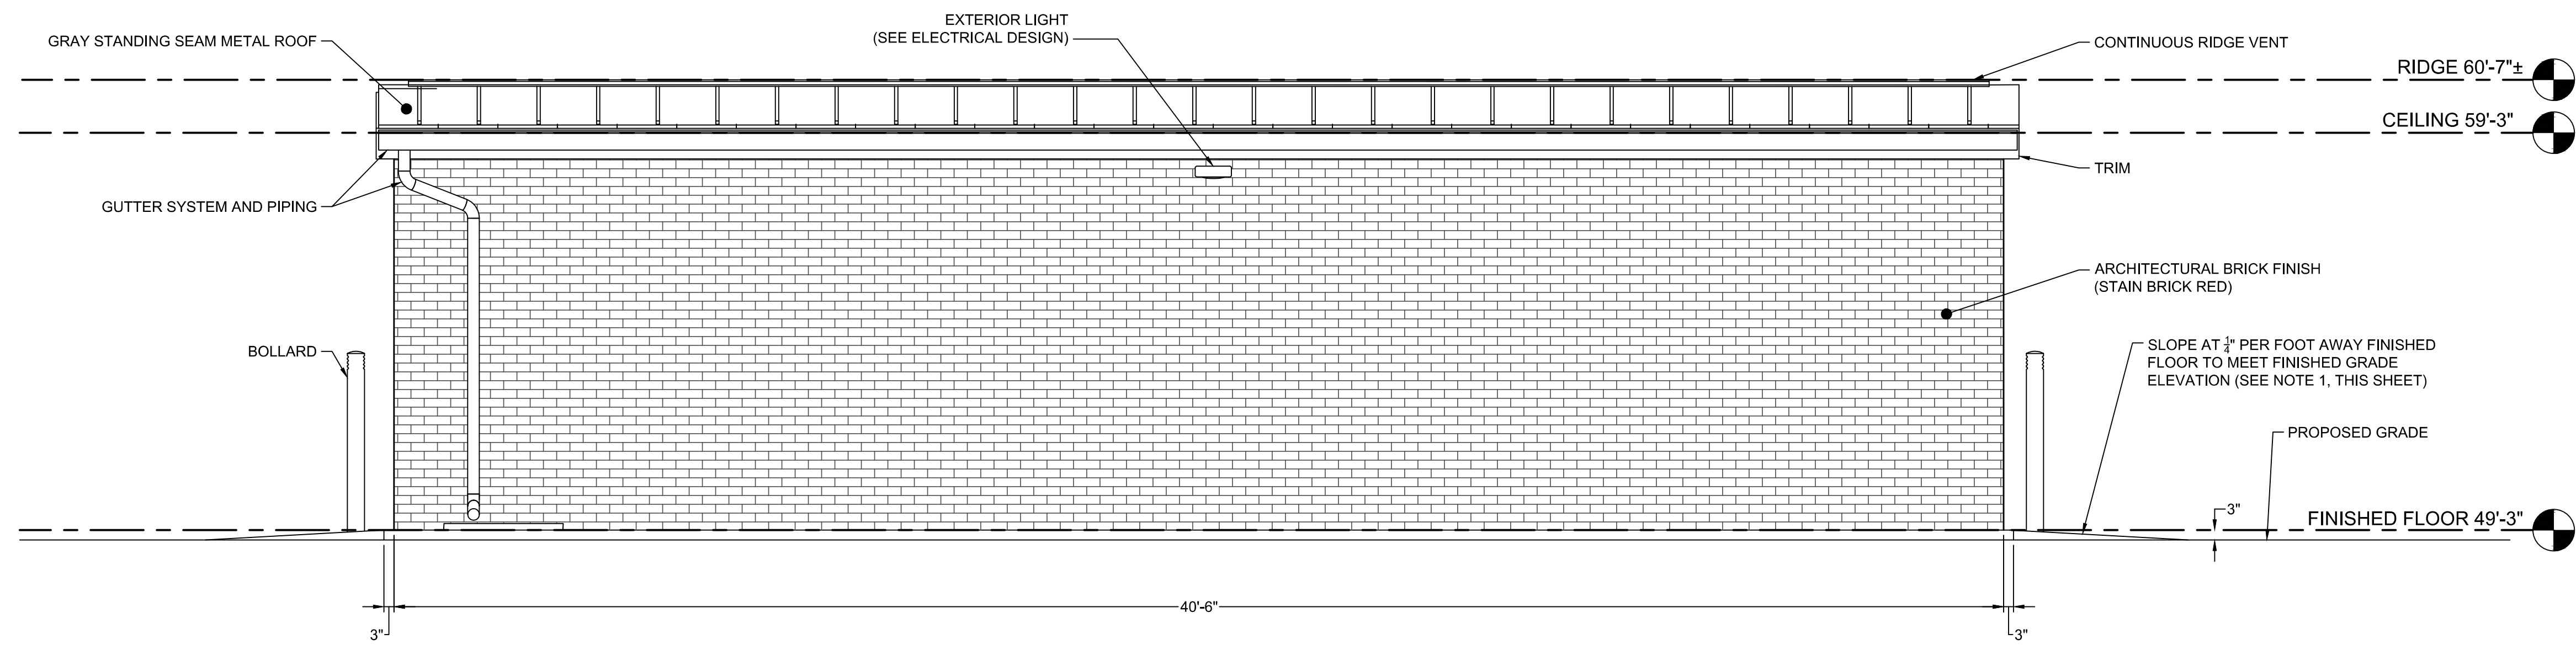 EXTERIOR LIGHT
(SEE ELECTRICAL DESIGN)
GRAY STANDING SEAM METAL ROOF
CONTINUOUS RIDGE VENT
RIDGE 60'-7"±
CEILING 59'-3"
TRIM
GUTTER SYSTEM AND PIPING
ARCHITECTURAL BRICK FINISH
(STAIN BRICK RED)
BOLLARD
SLOPE AT 1/4" PER FOOT AWAY FINISHED
FLOOR TO MEET FINISHED GRADE
ELEVATION (SEE NOTE 1, THIS SHEET)
PROPOSED GRADE
3"
FINISHED FLOOR 49'-3"
40'-6"
3"
3"